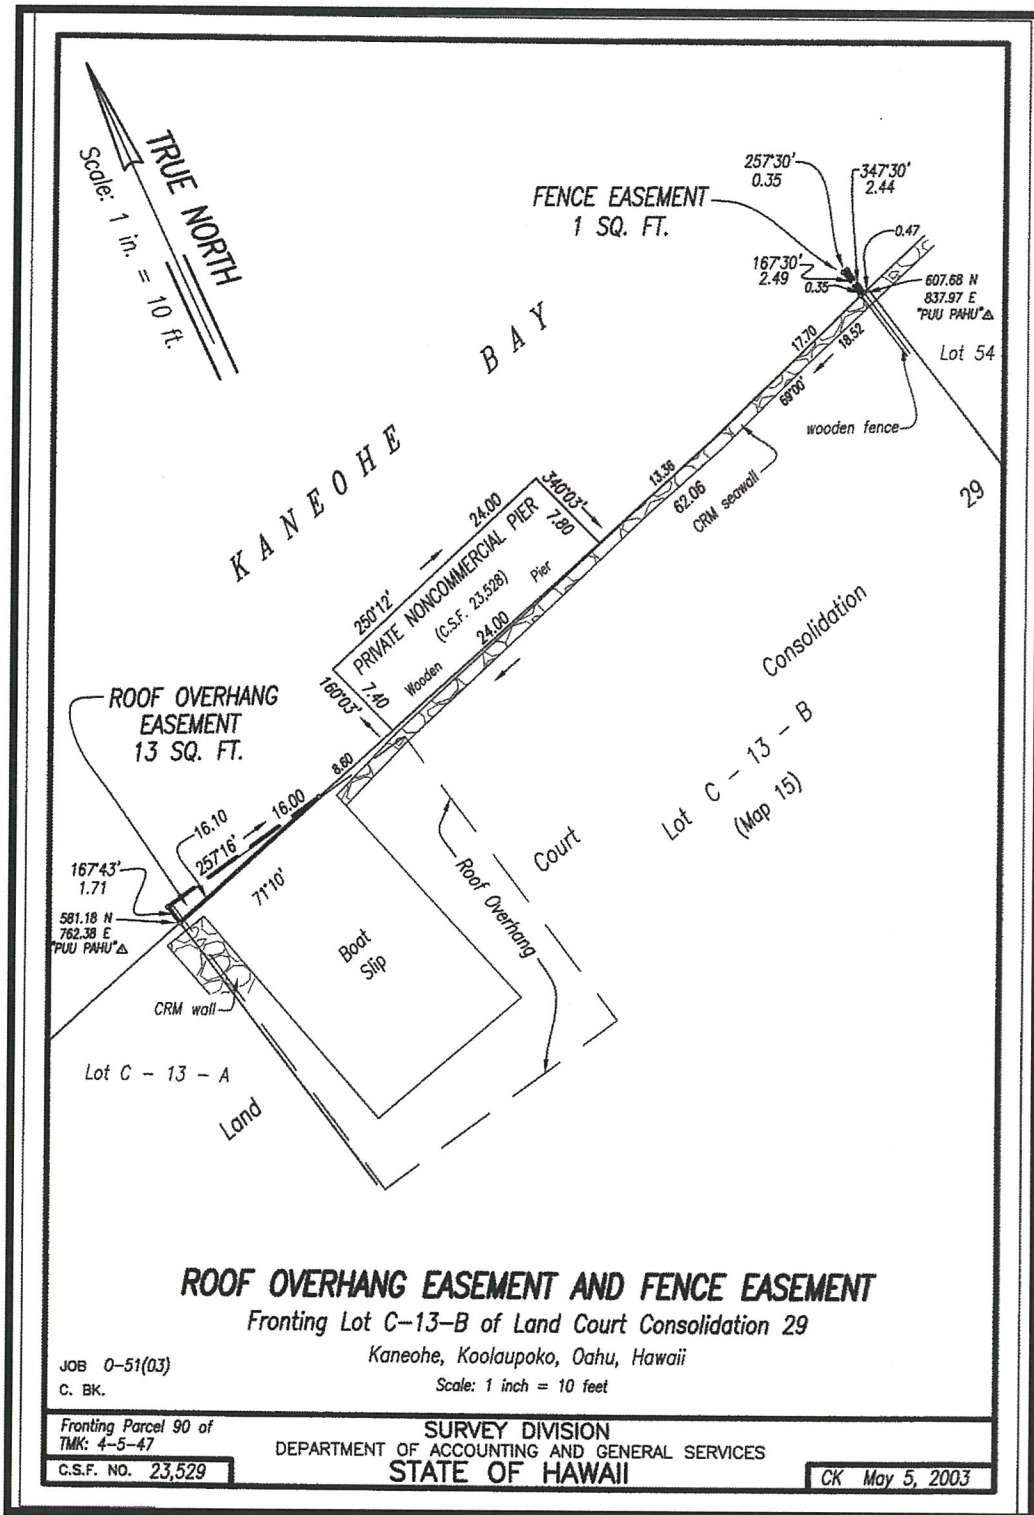 TRUE NORTH
Scale: 1 in. = 10 ft.
KANEOHE BAY
FENCE EASEMENT
1 SQ. FT.
257°30'
0.35
347°30'
2.44
167°30'
2.49
0.35
0.47
607.68 N
837.97 E
"PUU PAHU"△
Lot 54
wooden fence
29
17.70
18.52
69°00'
13.36
62.06
CRM seawall
340°03'
7.80
24.00
250°12'
PRIVATE NONCOMMERCIAL PIER
(C.S.F. 23,528)
Wooden Pier
24.00
160°03'
7.40
8.60
ROOF OVERHANG
EASEMENT
13 SQ. FT.
16.10
257°16'
16.00
167°43'
1.71
581.18 N
762.38 E
"PUU PAHU"△
71°10'
Boat
Slip
Roof Overhang
CRM wall
Lot C - 13 - A
Land
Court
Consolidation
Lot C - 13 - B
(Map 15)
ROOF OVERHANG EASEMENT AND FENCE EASEMENT
Fronting Lot C-13-B of Land Court Consolidation 29
Kaneohe, Koolaupoko, Oahu, Hawaii
Scale: 1 inch = 10 feet
JOB O-51(03)
C. BK.
Fronting Parcel 90 of
TMK: 4-5-47
C.S.F. NO. 23,529
SURVEY DIVISION
DEPARTMENT OF ACCOUNTING AND GENERAL SERVICES
STATE OF HAWAII
CK May 5, 2003